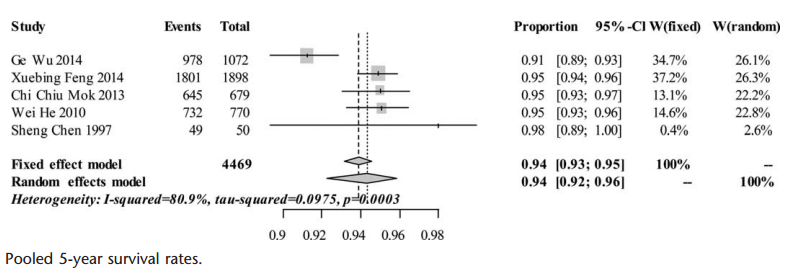 Study Events Total Proportion 95% -CI W(fixed) W(random)
Ge Wu 2014 978 1072 0.91 [0.89; 0.93] 34.7% 26.1%
Xuebing Feng 2014 1801 1898 0.95 [0.94; 0.96] 37.2% 26.3%
Chi Chiu Mok 2013 645 679 0.95 [0.93; 0.97] 13.1% 22.2%
Wei He 2010 732 770 0.95 [0.93; 0.96] 14.6% 22.8%
Sheng Chen 1997 49 50 0.98 [0.89; 1.00] 0.4% 2.6%
Fixed effect model 4469 0.94 [0.93; 0.95] 100% --
Random effects model 0.94 [0.92; 0.96] -- 100%
Heterogeneity: I-squared=80.9%, tau-squared=0.0975, p=0.0003
0.9 0.92 0.94 0.96 0.98
Pooled 5-year survival rates.